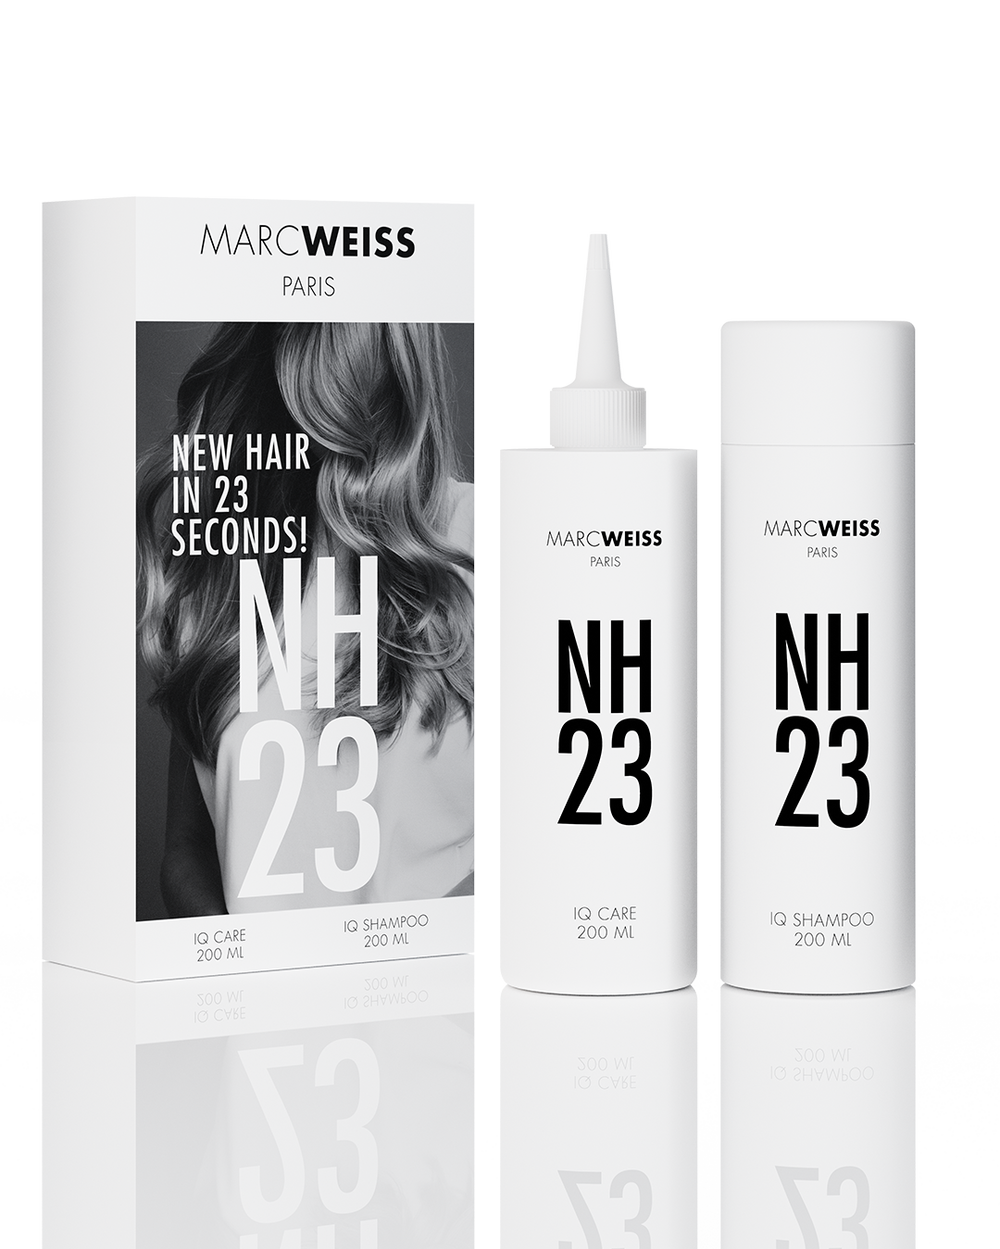 MARCWEISS
PARIS
NEW HAIR
IN 23
SECONDS!
NH
23
IQ CARE
200 ML
IQ SHAMPOO
200 ML
MARCWEISS
PARIS
NH
23
IQ CARE
200 ML
MARCWEISS
PARIS
NH
23
IQ SHAMPOO
200 ML